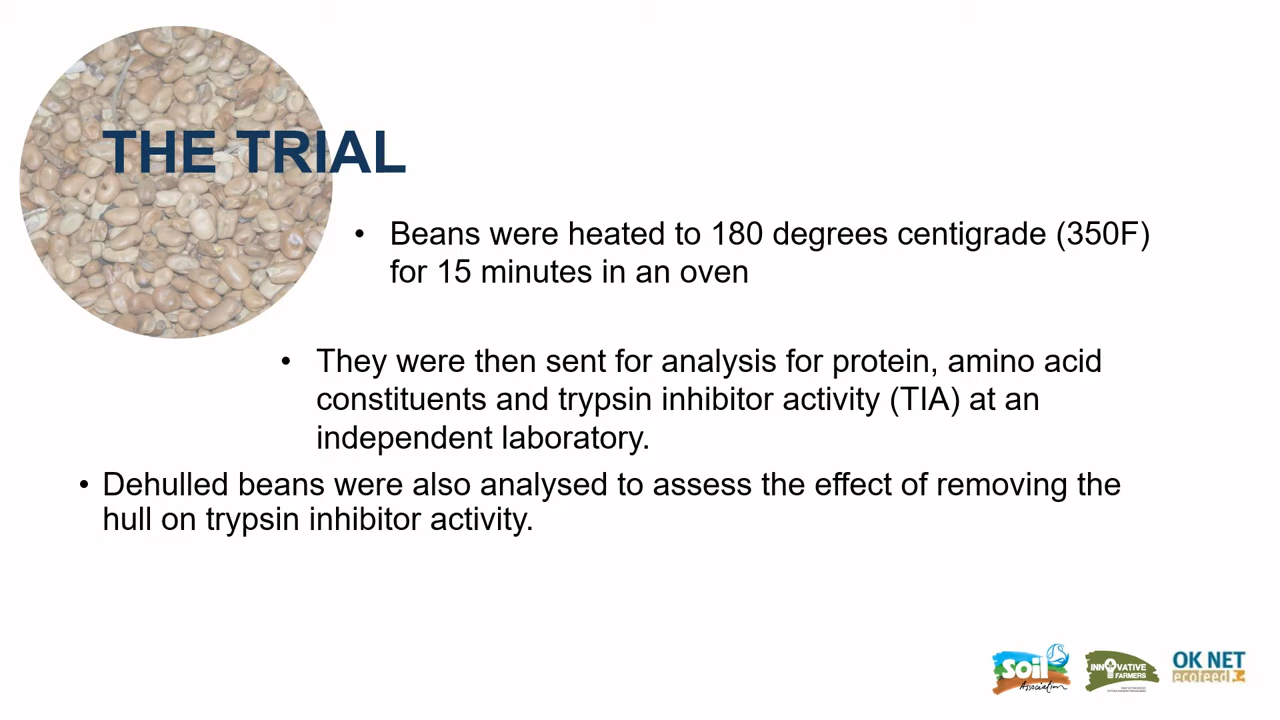 THE TRIAL
• Beans were heated to 180 degrees centigrade (350F)
for 15 minutes in an oven
• They were then sent for analysis for protein, amino acid
constituents and trypsin inhibitor activity (TIA) at an
independent laboratory.
• Dehulled beans were also analysed to assess the effect of removing the
hull on trypsin inhibitor activity.
Soil
Association
INNOVATIVE
FARMERS
OK NET
ecofeed